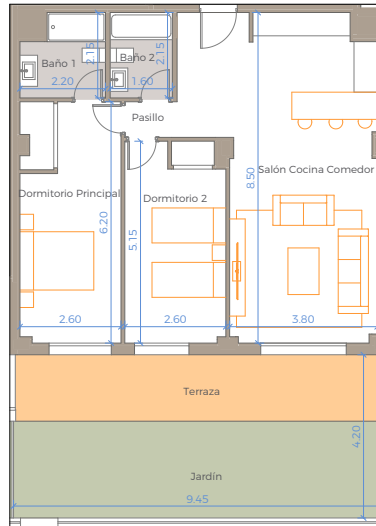 2.15
2.15
Baño 1
Baño 2
2.20
1.60
Pasillo
Salón Cocina Comedor
8.50
Dormitorio Principal
Dormitorio 2
6.20
5.15
2.60
2.60
3.80
Terraza
4.20
Jardín
9.45